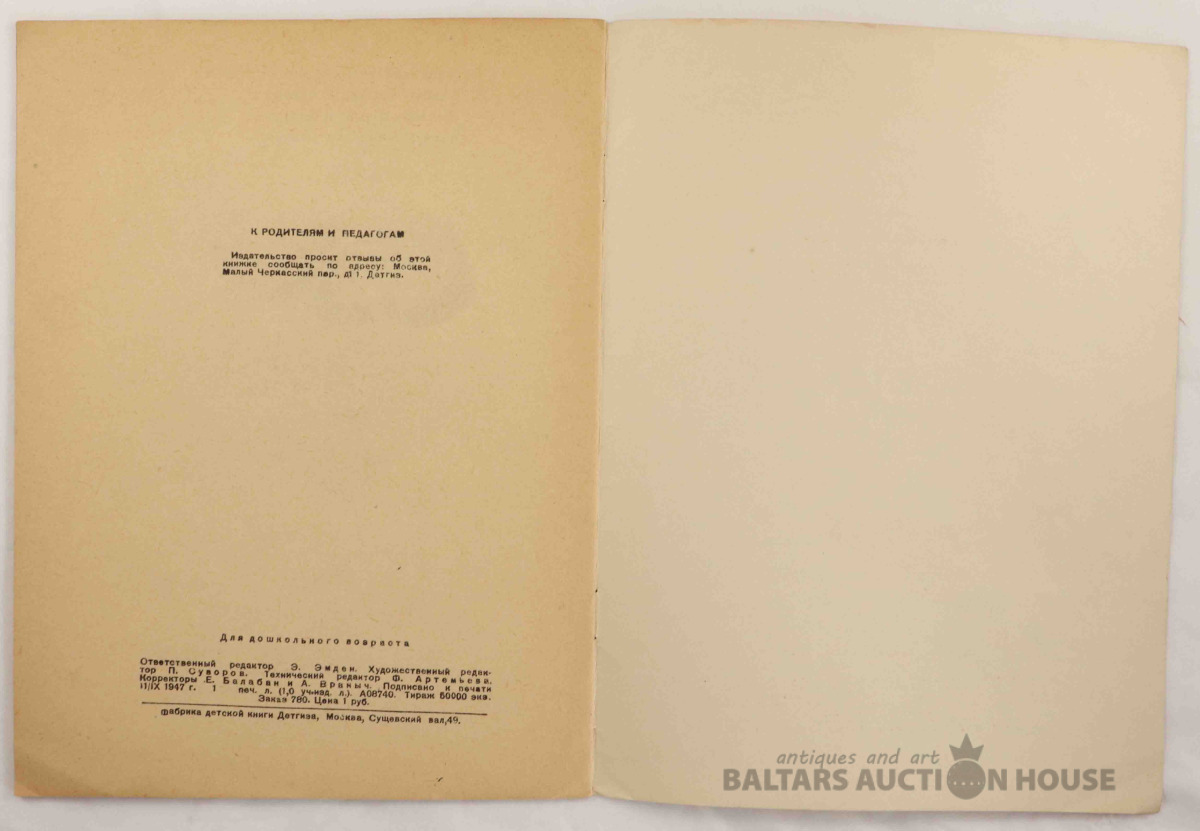 К РОДИТЕЛЯМ И ПЕДАГОГАМ
Издательство просит отзывы об этой
книжке сообщать по адресу: Москва,
Малый Черкасский пер., д. 1. Детгиз.
Для дошкольного возраста
Ответственный редактор Э. Эмден. Художественный редак-
тор П. Суворов. Технический редактор Ф. Артемьева.
Корректоры Е. Балабан и А. Враныч. Подписано к печати
11/IX 1947 г. 1 печ. л. (1,0 уч-изд. л.). А08740. Тираж 50000 экз.
Заказ 780. Цена 1 руб.
Фабрика детской книги Детгиза, Москва, Сущевский вал, 49.
antiques and art
BALTARS AUCTION HOUSE